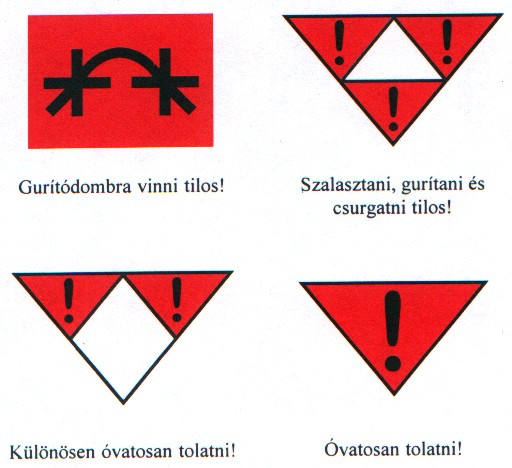 ! !
!
Gurítódombra vinni tilos!
Szalasztani, gurítani és
csurgatni tilos!
! !
!
Különösen óvatosan tolatni!
Óvatosan tolatni!